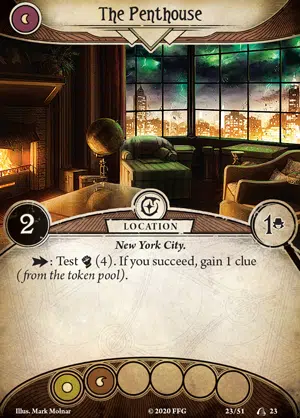 The Penthouse
2
LOCATION
1
New York City.
: Test (4). If you succeed, gain 1 clue
(from the token pool).
Illus. Mark Molnar
© 2020 FFG
23/51
23